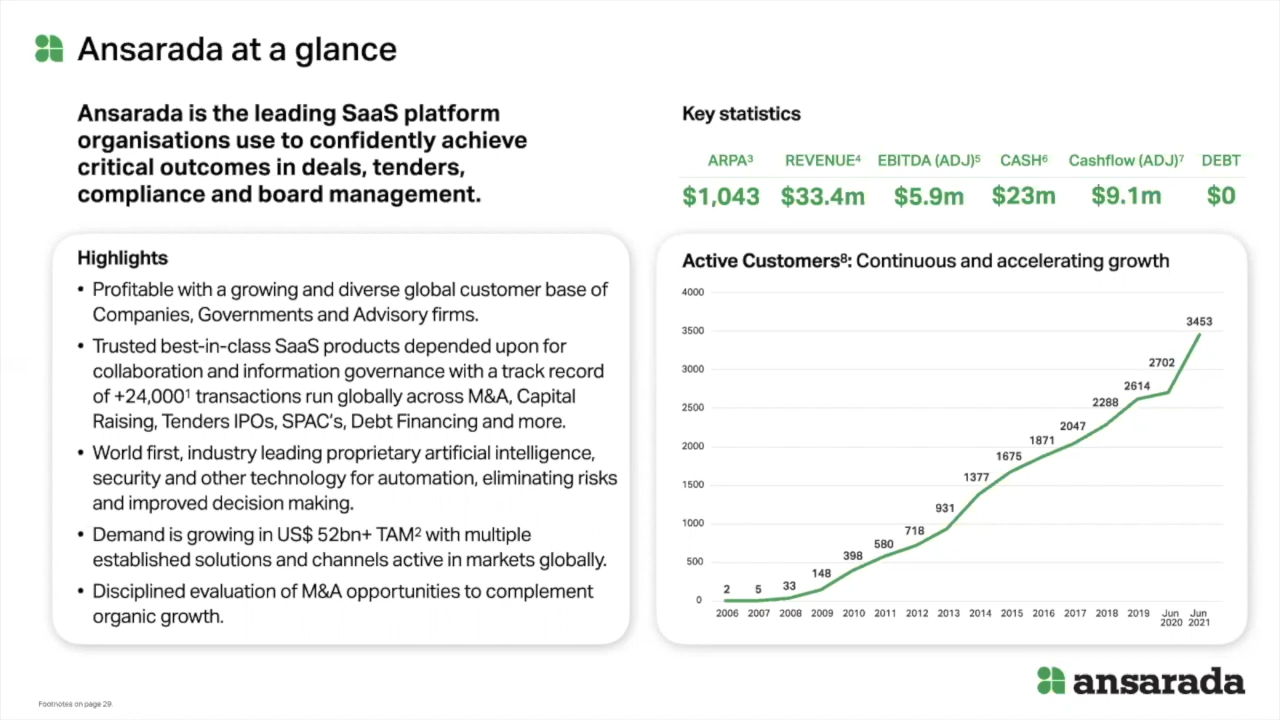 Ansarada at a glance
Ansarada is the leading SaaS platform
organisations use to confidently achieve
critical outcomes in deals, tenders,
compliance and board management.
Highlights
• Profitable with a growing and diverse global customer base of
Companies, Governments and Advisory firms.
• Trusted best-in-class SaaS products depended upon for
collaboration and information governance with a track record
of +24,000¹ transactions run globally across M&A, Capital
Raising, Tenders IPOs, SPAC's, Debt Financing and more.
• World first, industry leading proprietary artificial intelligence,
security and other technology for automation, eliminating risks
and improved decision making.
• Demand is growing in US$ 52bn+ TAM² with multiple
established solutions and channels active in markets globally.
• Disciplined evaluation of M&A opportunities to complement
organic growth.
Key statistics
ARPA³ REVENUE⁴ EBITDA (ADJ)⁵ CASH⁶ Cashflow (ADJ)⁷ DEBT
$1,043 $33.4m $5.9m $23m $9.1m $0
Active Customers⁸: Continuous and accelerating growth
4000
3500
3000
2500
2000
1500
1000
500
0
2 5 33 148 398 580 718 931 1377 1675 1871 2047 2288 2614 2702 3453
2006 2007 2008 2009 2010 2011 2012 2013 2014 2015 2016 2017 2018 2019 Jun 2020 Jun 2021
ansarada
Footnotes on page 29.